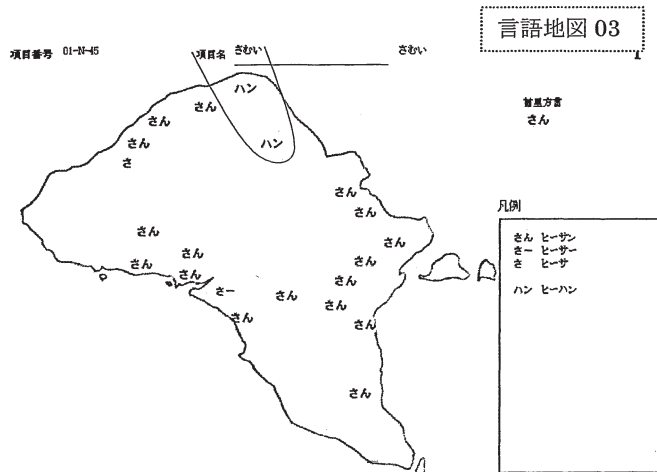 言語地図 03
項目番号 01-N-45 項目名 さむい さむい
首里方言
さん
ハン
さん
さん
ハン
さん
さ
さん
さん
さん
さん
さん
さん
さん
さん
さん
さー
さん
さん
さん
さん
さん
凡例
さん ヒーサン
さー ヒーサー
さ ヒーサ
ハン ヒーハン